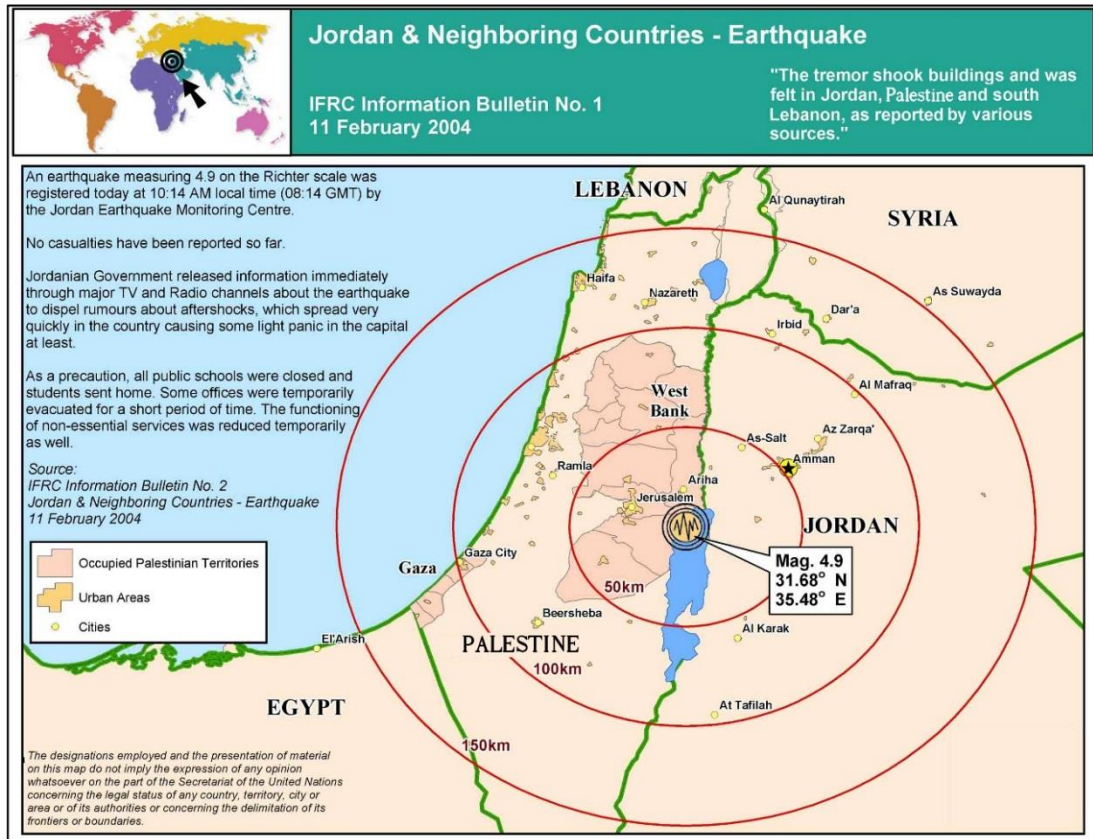 Jordan & Neighboring Countries - Earthquake
IFRC Information Bulletin No. 1
11 February 2004
"The tremor shook buildings and was
felt in Jordan, Palestine and south
Lebanon, as reported by various
sources."
An earthquake measuring 4.9 on the Richter scale was
registered today at 10:14 AM local time (08:14 GMT) by
the Jordan Earthquake Monitoring Centre.
No casualties have been reported so far.
Jordanian Government released information immediately
through major TV and Radio channels about the earthquake
to dispel rumours about aftershocks, which spread very
quickly in the country causing some light panic in the capital
at least.
As a precaution, all public schools were closed and
students sent home. Some offices were temporarily
evacuated for a short period of time. The functioning
of non-essential services was reduced temporarily
as well.
Source:
IFRC Information Bulletin No. 2
Jordan & Neighboring Countries - Earthquake
11 February 2004
Occupied Palestinian Territories
Urban Areas
Cities
LEBANON
Al Qunaytirah
SYRIA
Haifa
Nazareth
As Suwayda
Dar'a
Irbid
West
Bank
Al Mafraq
As-Salt
Az Zarqa'
Amman
Ramla
Ariha
Jerusalem
JORDAN
Gaza City
Gaza
Mag. 4.9
31.68° N
35.48° E
50km
Beersheba
Al Karak
El'Arish
PALESTINE
100km
At Tafilah
EGYPT
150km
The designations employed and the presentation of material
on this map do not imply the expression of any opinion
whatsoever on the part of the Secretariat of the United Nations
concerning the legal status of any country, territory, city or
area or of its authorities or concerning the delimitation of its
frontiers or boundaries.